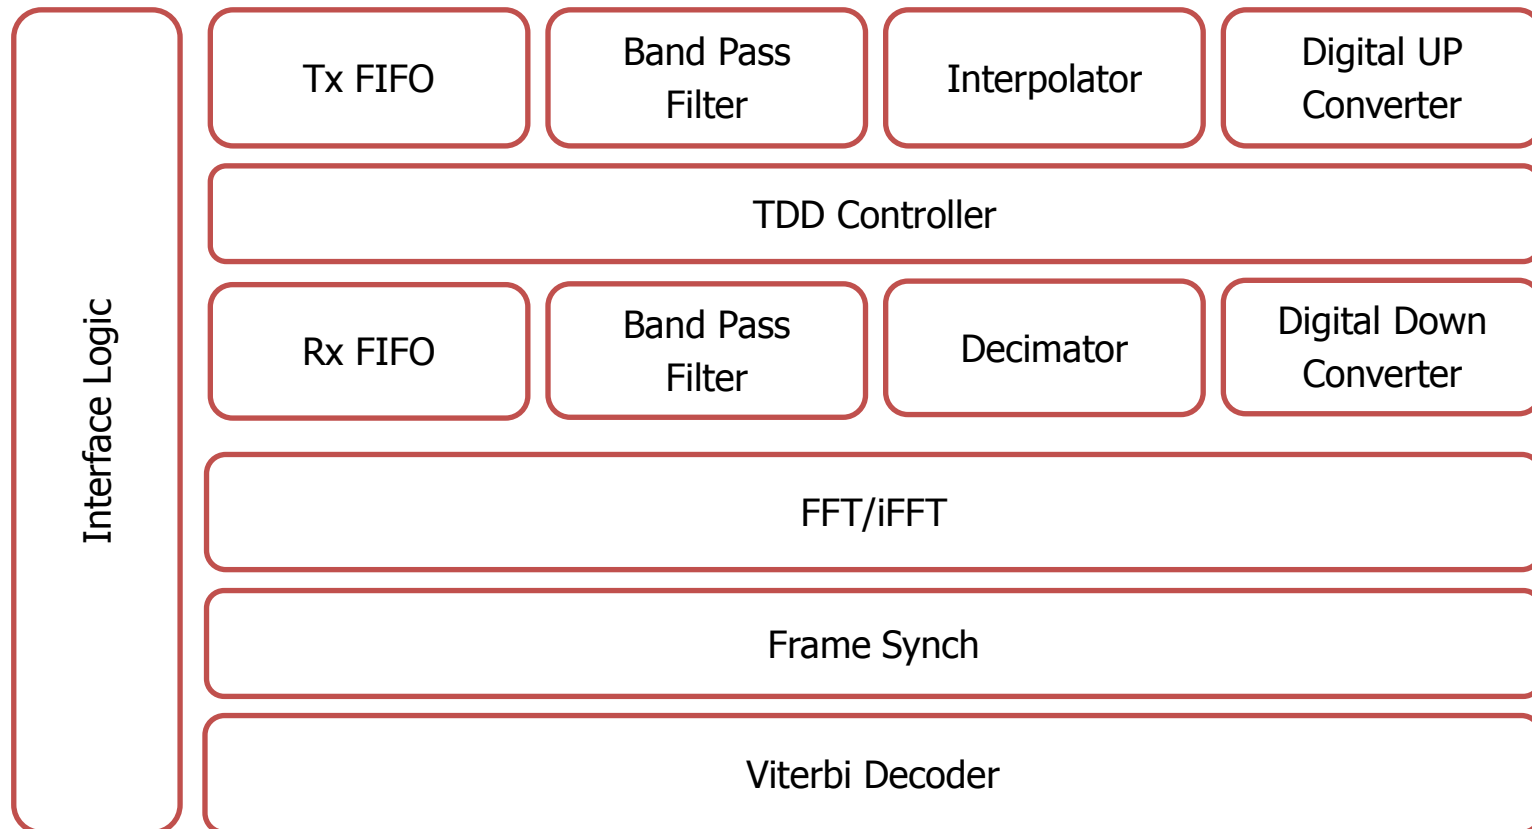 Interface Logic
Tx FIFO
Band Pass
Filter
Interpolator
Digital UP
Converter
TDD Controller
Rx FIFO
Band Pass
Filter
Decimator
Digital Down
Converter
FFT/iFFT
Frame Synch
Viterbi Decoder